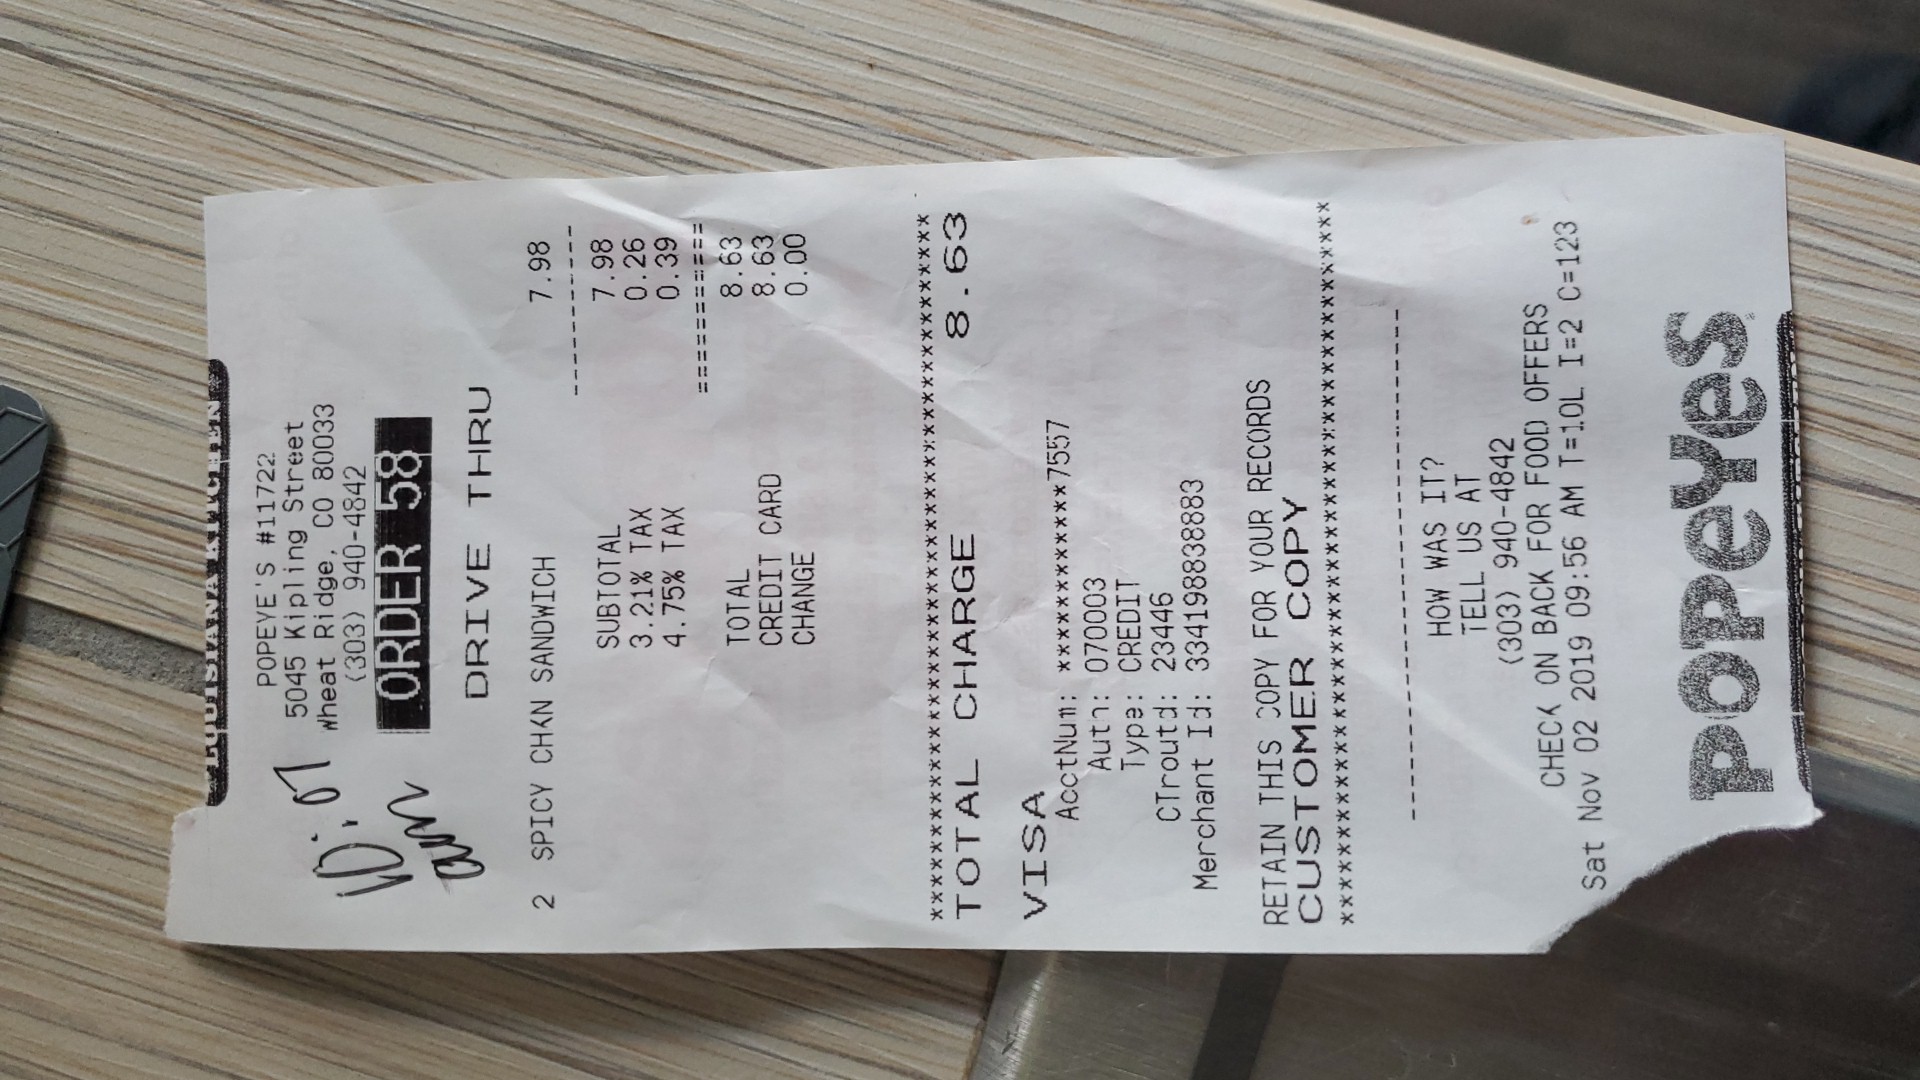 LOUISIANA KITCHEN
POPEYE'S #11722
5045 Kipling Street
Wheat Ridge, CO 80033
(303) 940-4842
10:07
ORDER 58
DRIVE THRU
2 SPICY CHKN SANDWICH 7.98
----------------
SUBTOTAL 7.98
3.21% TAX 0.26
4.75% TAX 0.39
================
TOTAL 8.63
CREDIT CARD 8.63
CHANGE 0.00
TOTAL CHARGE 8.63
VISA
AcctNum: ************7557
Auth: 070003
Type: CREDIT
CTroutd: 23446
Merchant Id: 334198838883
RETAIN THIS COPY FOR YOUR RECORDS
CUSTOMER COPY
HOW WAS IT?
TELL US AT
(303) 940-4842
CHECK ON BACK FOR FOOD OFFERS
Sat Nov 02 2019 09:56 AM T=10L I=2 C=123
POPeYes